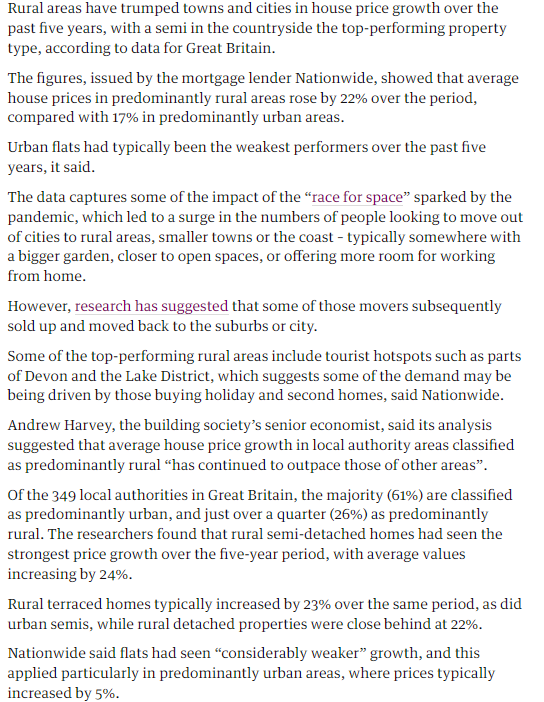 Rural areas have trumped towns and cities in house price growth over the
past five years, with a semi in the countryside the top-performing property
type, according to data for Great Britain.
The figures, issued by the mortgage lender Nationwide, showed that average
house prices in predominantly rural areas rose by 22% over the period,
compared with 17% in predominantly urban areas.
Urban flats had typically been the weakest performers over the past five
years, it said.
The data captures some of the impact of the “race for space” sparked by the
pandemic, which led to a surge in the numbers of people looking to move out
of cities to rural areas, smaller towns or the coast – typically somewhere with
a bigger garden, closer to open spaces, or offering more room for working
from home.
However, research has suggested that some of those movers subsequently
sold up and moved back to the suburbs or city.
Some of the top-performing rural areas include tourist hotspots such as parts
of Devon and the Lake District, which suggests some of the demand may be
being driven by those buying holiday and second homes, said Nationwide.
Andrew Harvey, the building society’s senior economist, said its analysis
suggested that average house price growth in local authority areas classified
as predominantly rural “has continued to outpace those of other areas”.
Of the 349 local authorities in Great Britain, the majority (61%) are classified
as predominantly urban, and just over a quarter (26%) as predominantly
rural. The researchers found that rural semi-detached homes had seen the
strongest price growth over the five-year period, with average values
increasing by 24%.
Rural terraced homes typically increased by 23% over the same period, as did
urban semis, while rural detached properties were close behind at 22%.
Nationwide said flats had seen “considerably weaker” growth, and this
applied particularly in predominantly urban areas, where prices typically
increased by 5%.